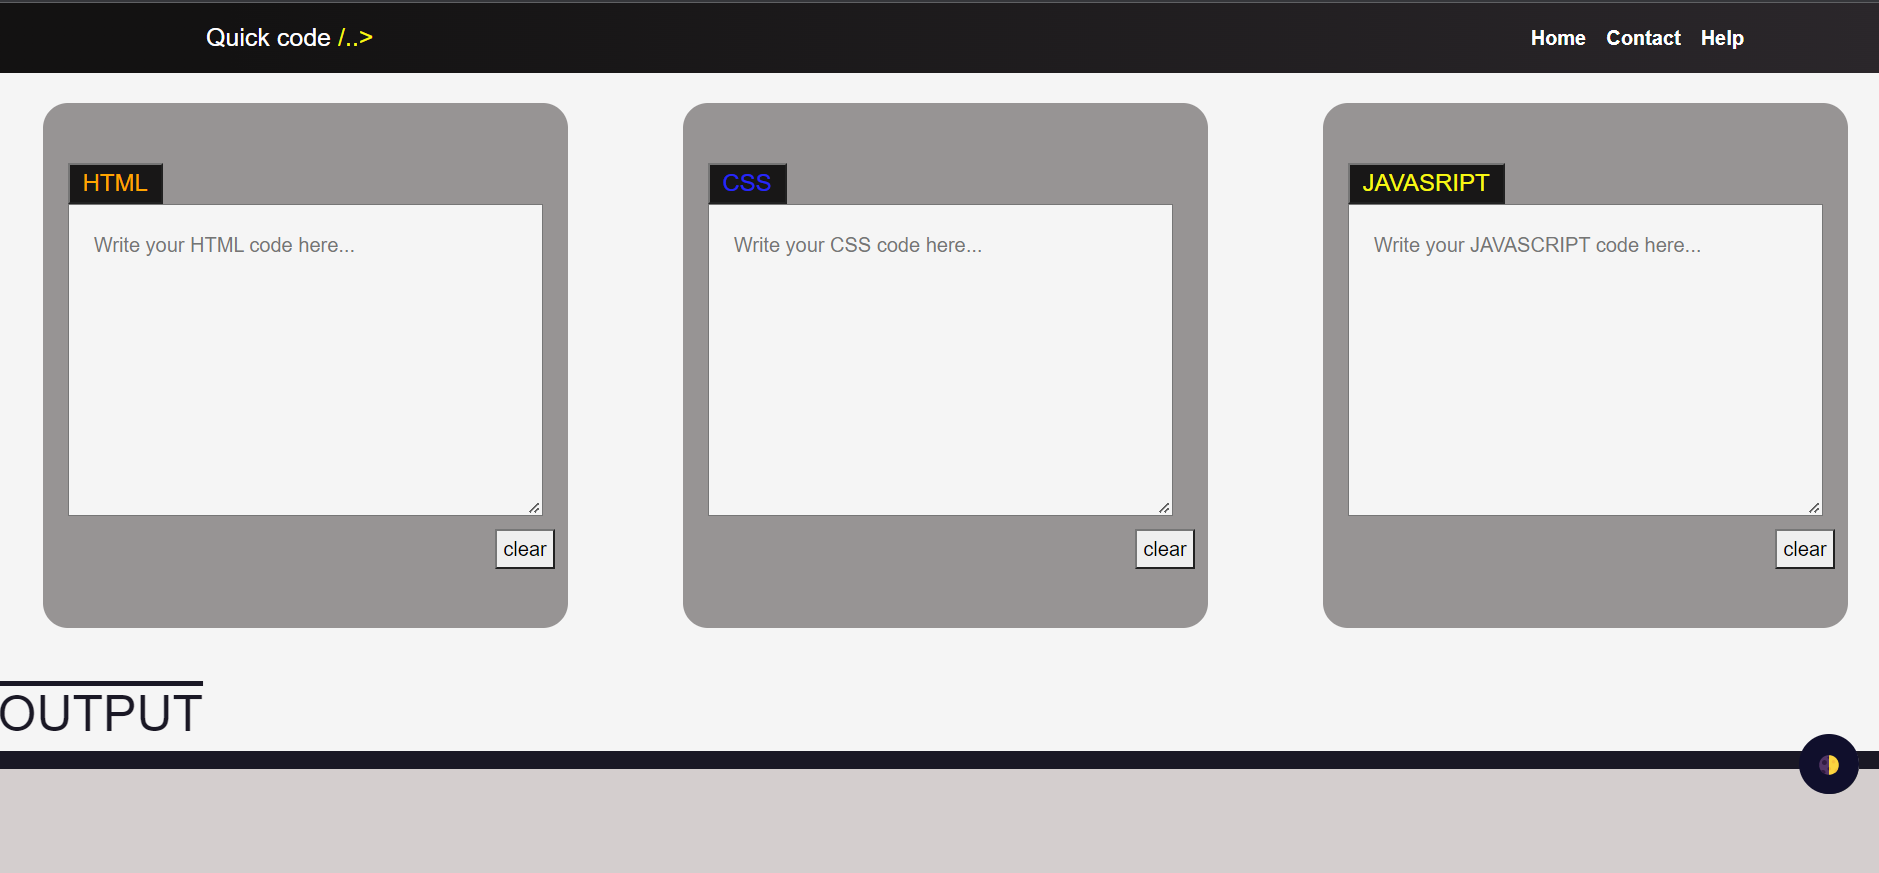 Quick code /..>
Home Contact Help
HTML
Write your HTML code here...
clear
CSS
Write your CSS code here...
clear
JAVASRIPT
Write your JAVASCRIPT code here...
clear
OUTPUT